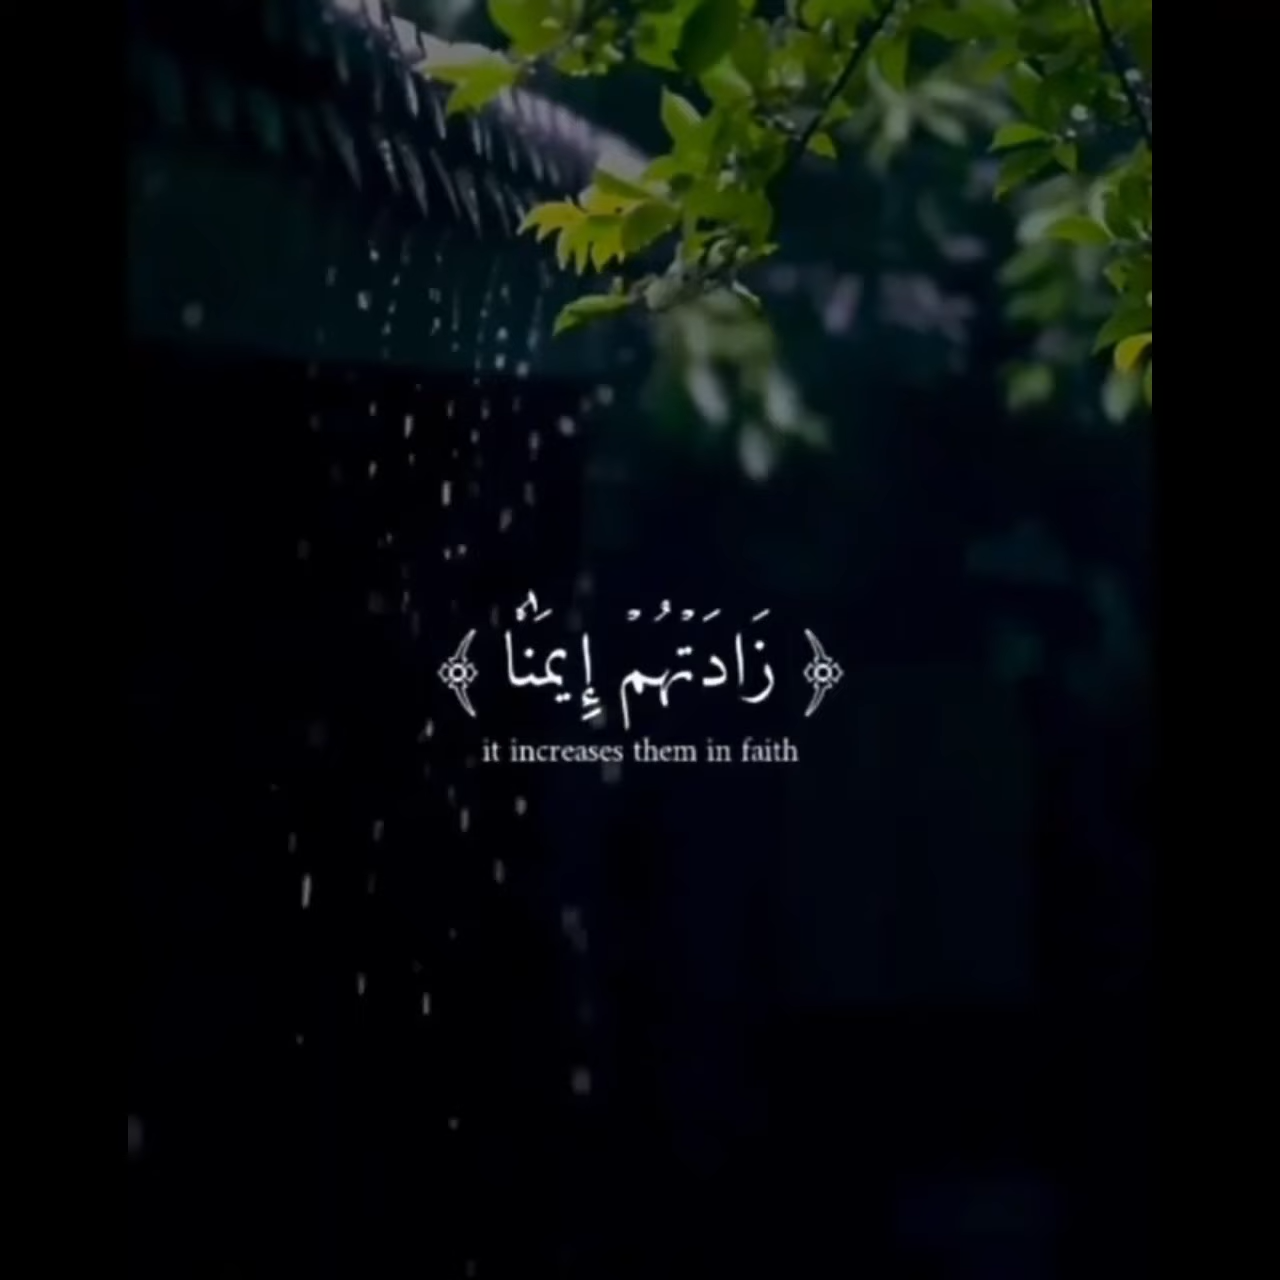 ﴿ زَادَتْهُمْ إِيمَٰنًا ﴾
it increases them in faith